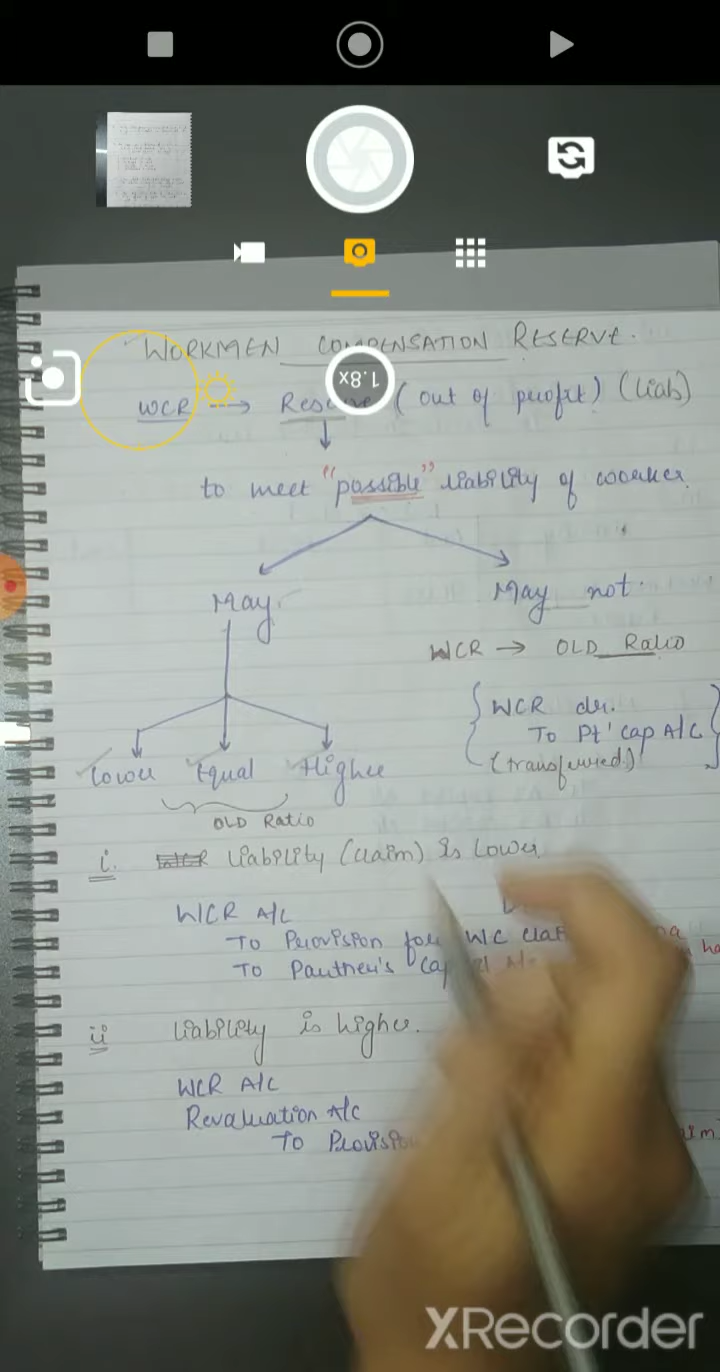 1.8X
WORKMEN COMPENSATION RESERVE.
WCR → Reserve (out of profit) (Liab)
to meet "possible" liability of worker.
May
May not.
WCR → OLD Ratio
WCR dr.
To Pt' cap A/C
(transferred)
Lower Equal Higher
OLD Ratio
i. Liability (claim) is Lower
WCR A/C
To Provision for WC
To Partner's Capital A/c
ii Liability is higher.
WCR A/C
Revaluation A/c
To Provision
XRecorder